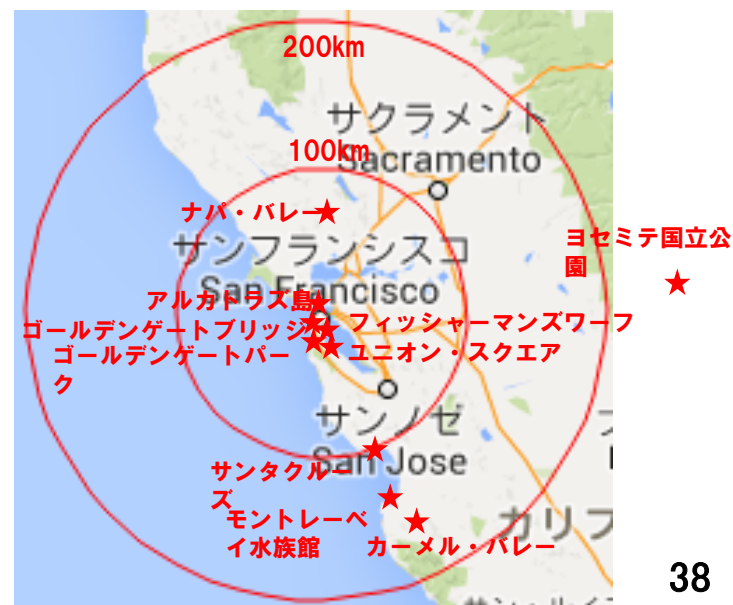 200km
サクラメント
100km
Sacramento
ナパ・バレー
ヨセミテ国立公
園
サンフランシスコ
San Francisco
アルカトラズ島
ゴールデンゲートブリッジ
フィッシャーマンズワーフ
ゴールデンゲートパー
ク
ユニオン・スクエア
サンノゼ
San Jose
サンタクルー
ズ
モントレーベ
イ水族館
カーメル・バレー
カリフ
38